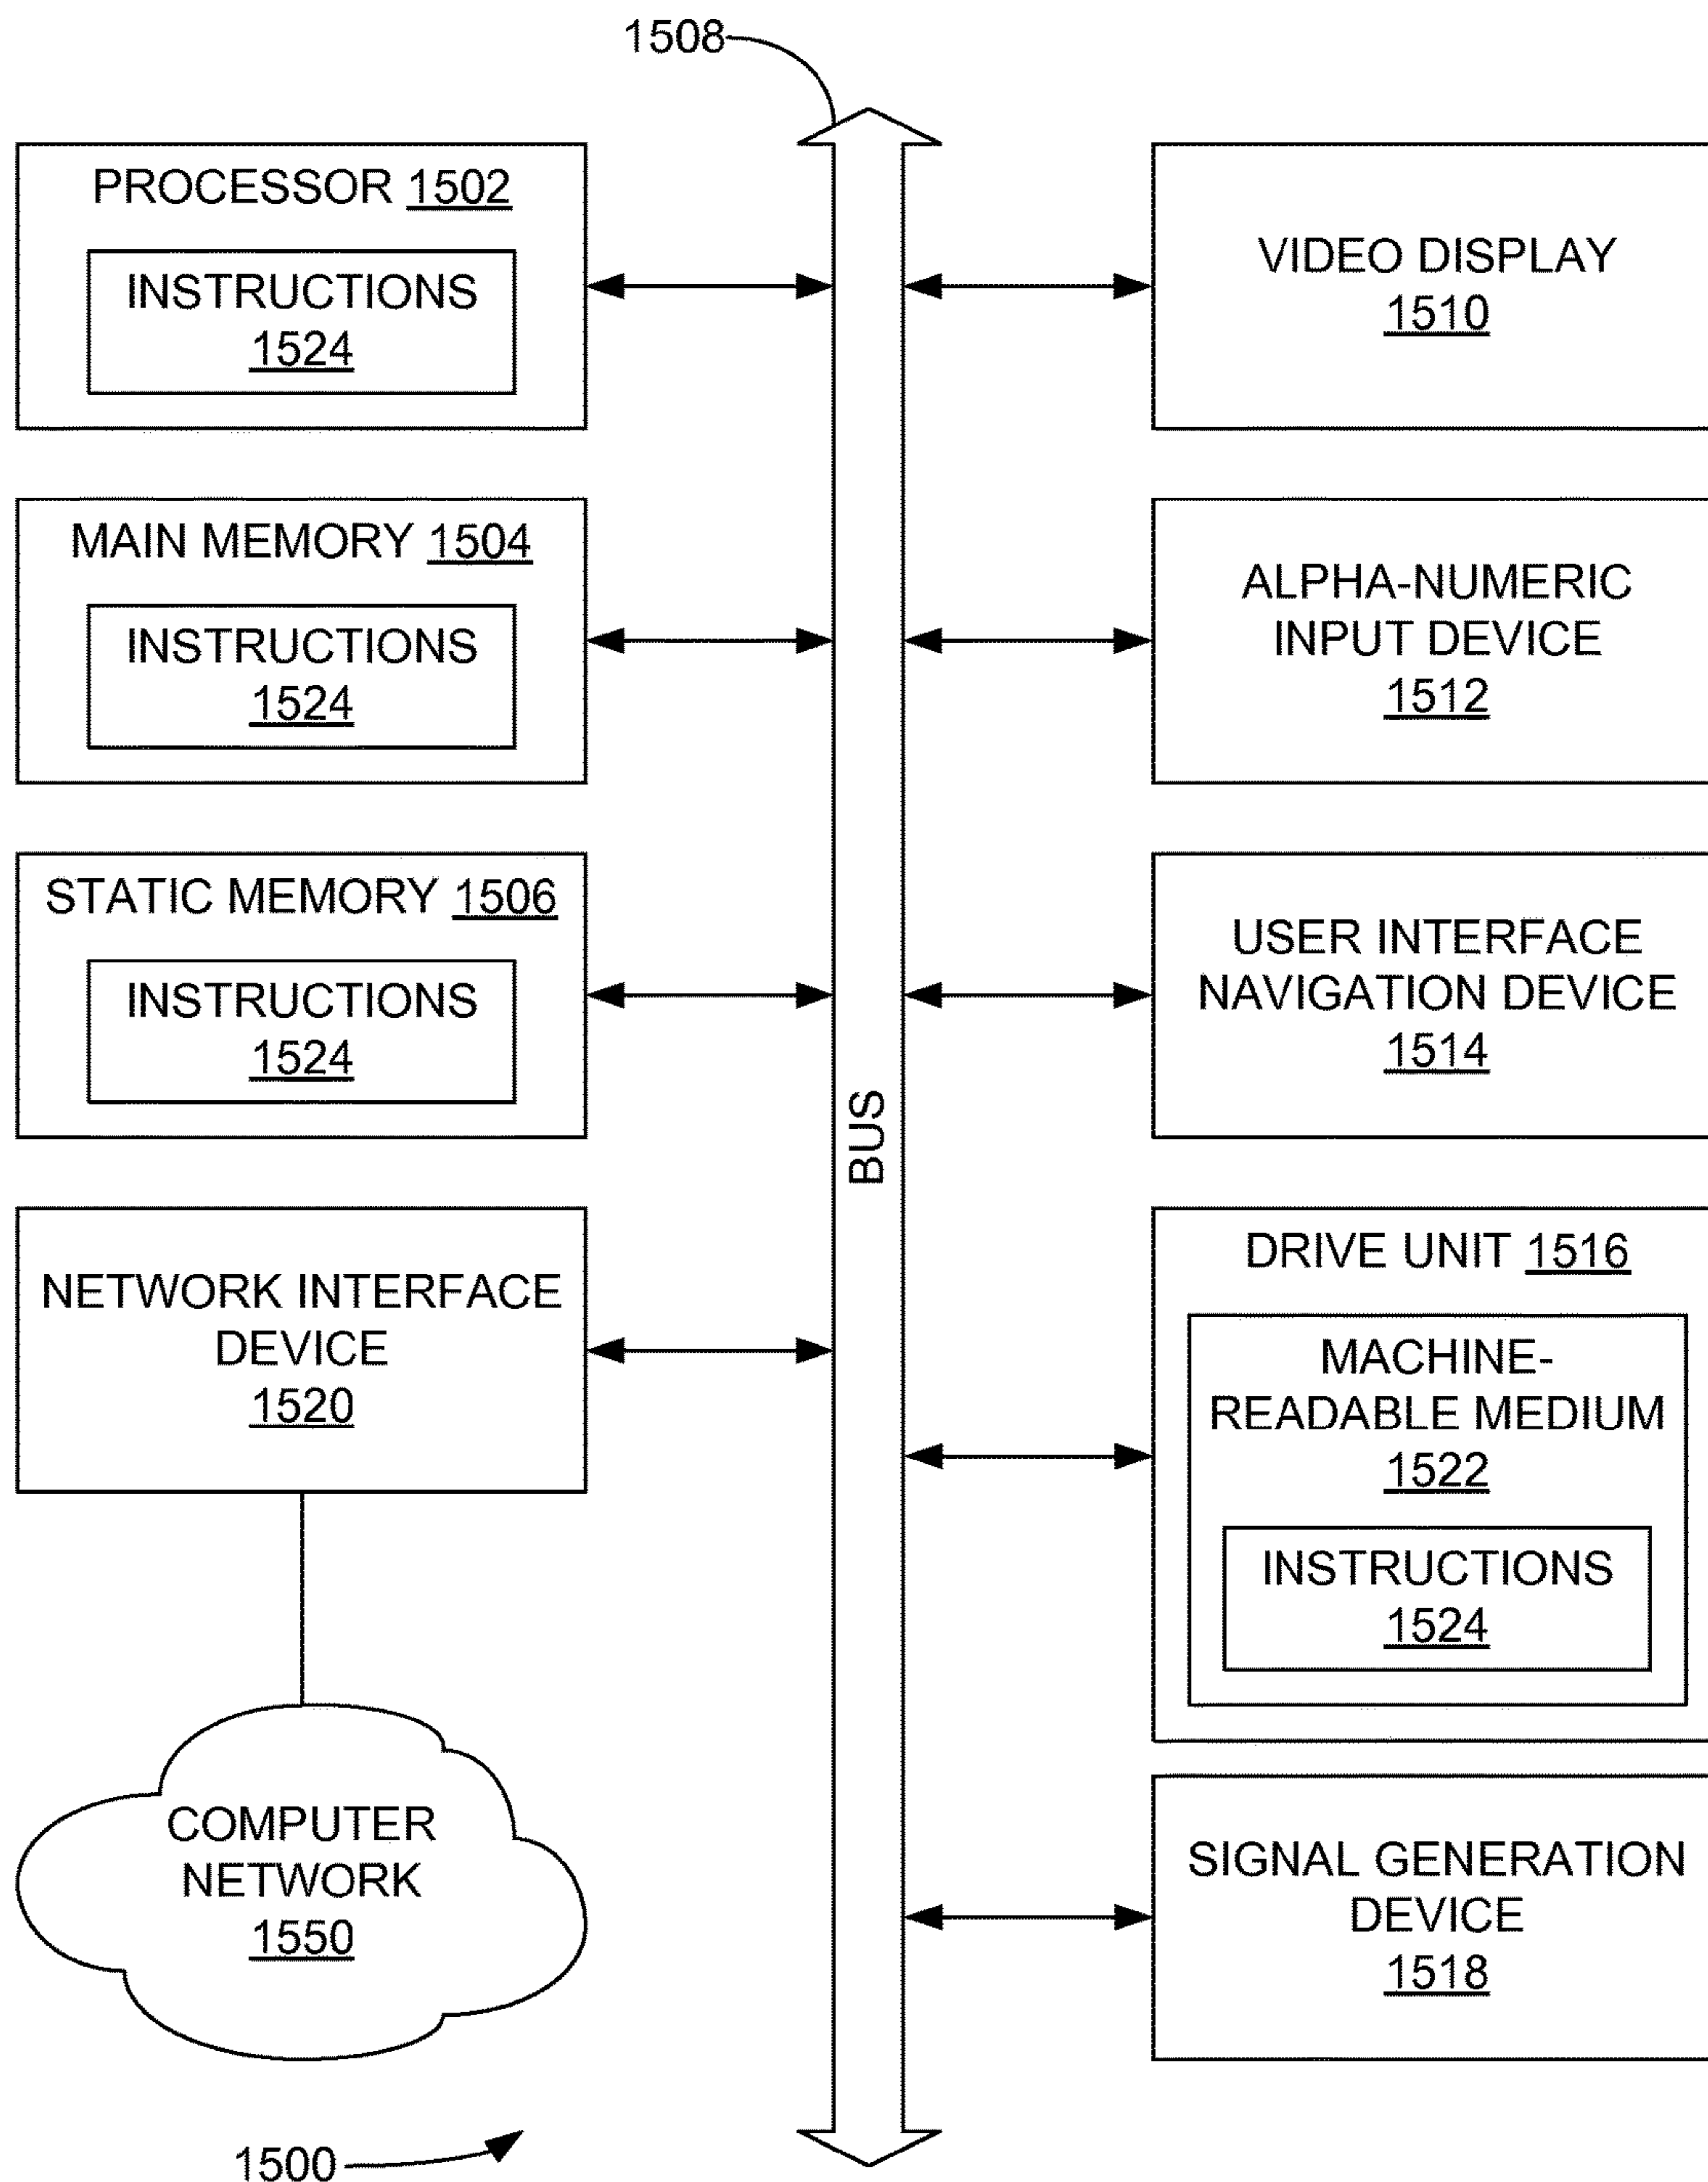 1508
PROCESSOR 1502
INSTRUCTIONS
1524
MAIN MEMORY 1504
INSTRUCTIONS
1524
STATIC MEMORY 1506
INSTRUCTIONS
1524
NETWORK INTERFACE
DEVICE
1520
COMPUTER
NETWORK
1550
1500
BUS
VIDEO DISPLAY
1510
ALPHA-NUMERIC
INPUT DEVICE
1512
USER INTERFACE
NAVIGATION DEVICE
1514
DRIVE UNIT 1516
MACHINE-
READABLE MEDIUM
1522
INSTRUCTIONS
1524
SIGNAL GENERATION
DEVICE
1518